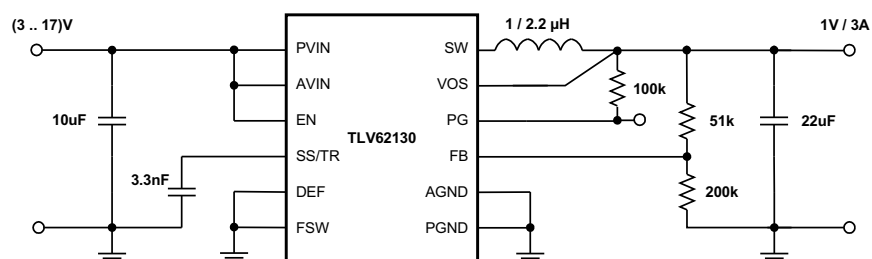 (3 .. 17)V
1 / 2.2 µH
1V / 3A
PVIN
SW
AVIN
VOS
100k
10uF
EN
PG
51k
22uF
TLV62130
SS/TR
FB
3.3nF
DEF
AGND
200k
FSW
PGND